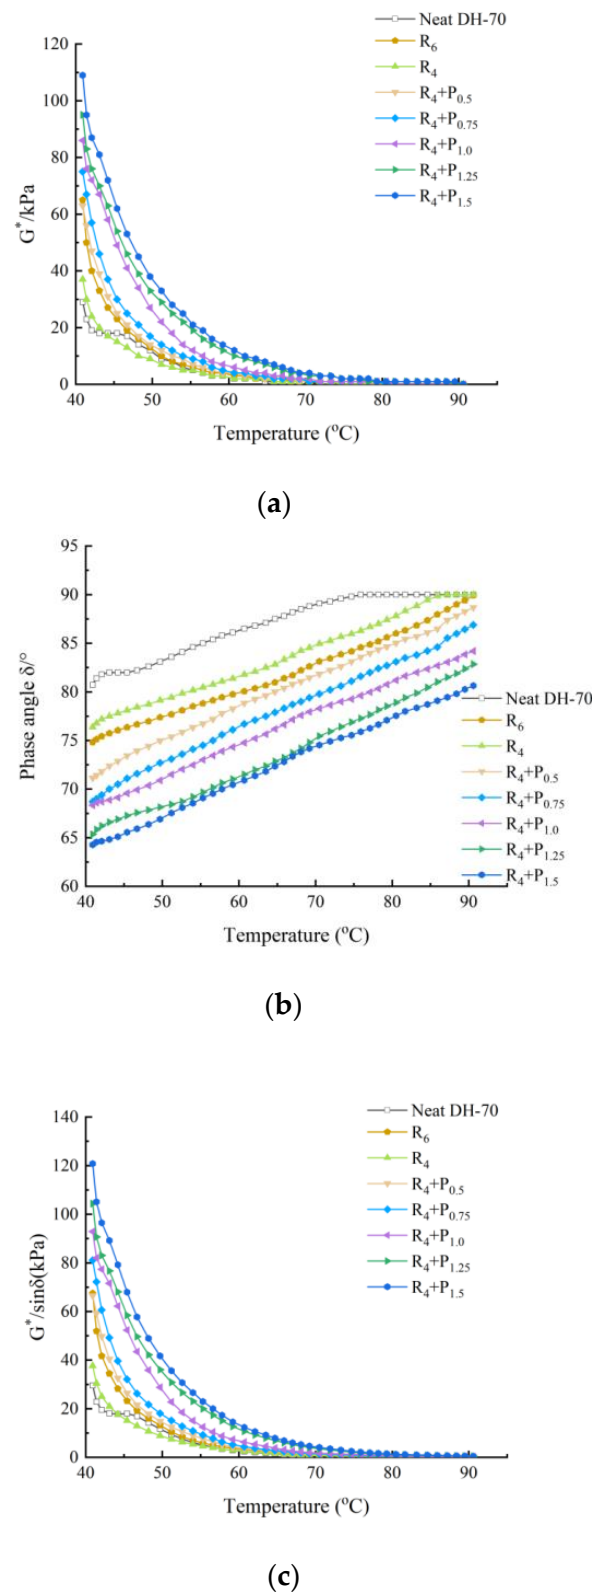 Neat DH-70
R6
R4
R4+P0.5
R4+P0.75
R4+P1.0
R4+P1.25
R4+P1.5
120
100
80
60
40
20
0
G*/kPa
40 50 60 70 80 90
Temperature (oC)
(a)
95
90
85
80
75
70
65
60
Phase angle δ/°
Neat DH-70
R6
R4
R4+P0.5
R4+P0.75
R4+P1.0
R4+P1.25
R4+P1.5
40 50 60 70 80 90
Temperature (oC)
(b)
Neat DH-70
R6
R4
R4+P0.5
R4+P0.75
R4+P1.0
R4+P1.25
R4+P1.5
140
120
100
80
60
40
20
0
G*/sinδ(kPa)
40 50 60 70 80 90
Temperature (oC)
(c)